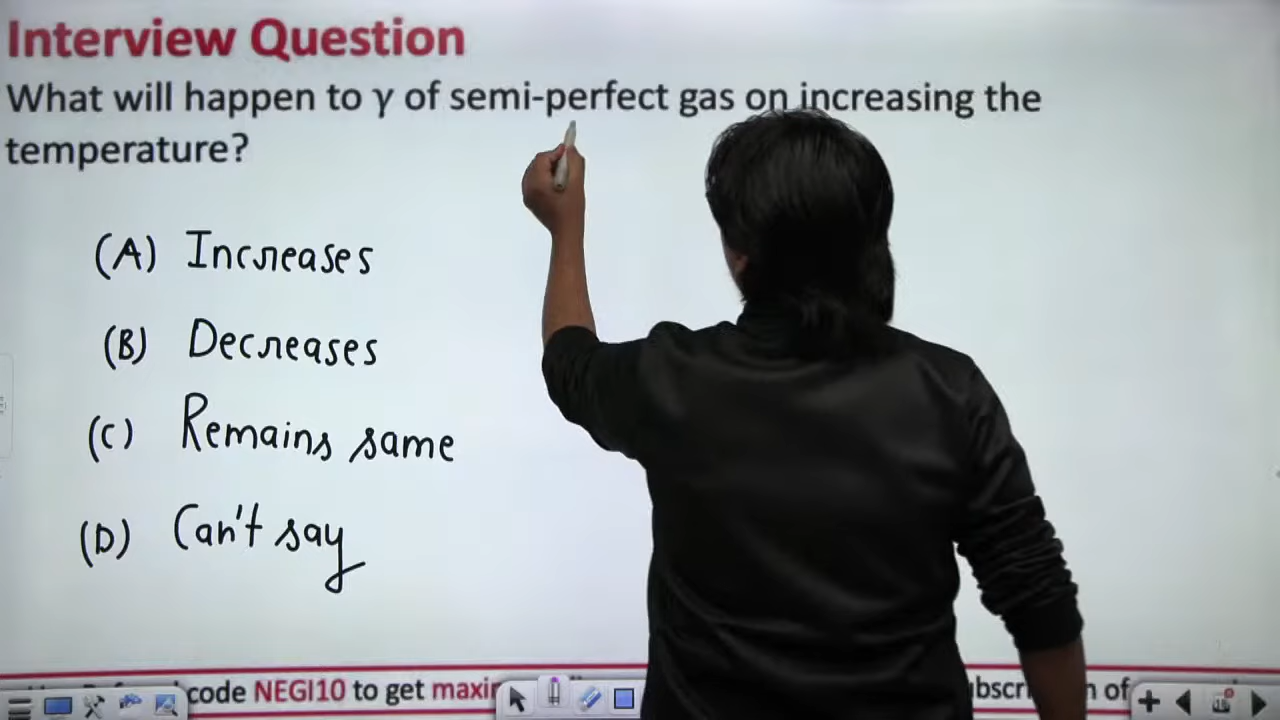 Interview Question
What will happen to γ of semi-perfect gas on increasing the
temperature?
(A) Increases
(B) Decreases
(C) Remains same
(D) Can't say
code NEGI10 to get
of